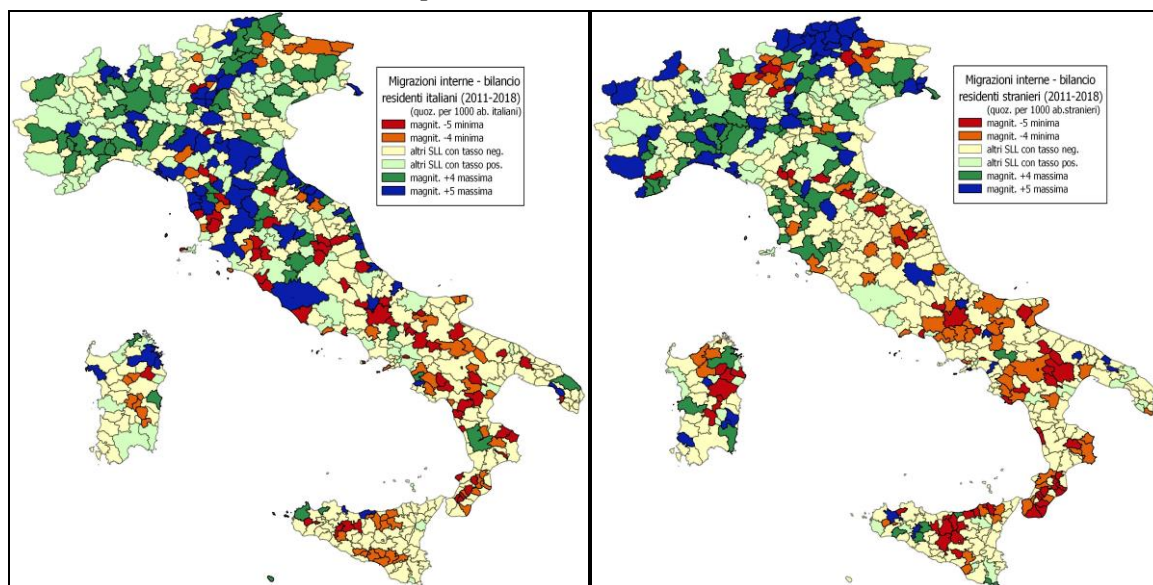 Migrazioni interne - bilancio
residenti italiani (2011-2018)
(quoz. per 1000 ab. italiani)
magnit. -5 minima
magnit. -4 minima
altri SLL con tasso neg.
altri SLL con tasso pos.
magnit. +4 massima
magnit. +5 massima
Migrazioni interne - bilancio
residenti stranieri (2011-2018)
(quoz. per 1000 ab.stranieri)
magnit. -5 minima
magnit. -4 minima
altri SLL con tasso neg.
altri SLL con tasso pos.
magnit. +4 massima
magnit. +5 massima